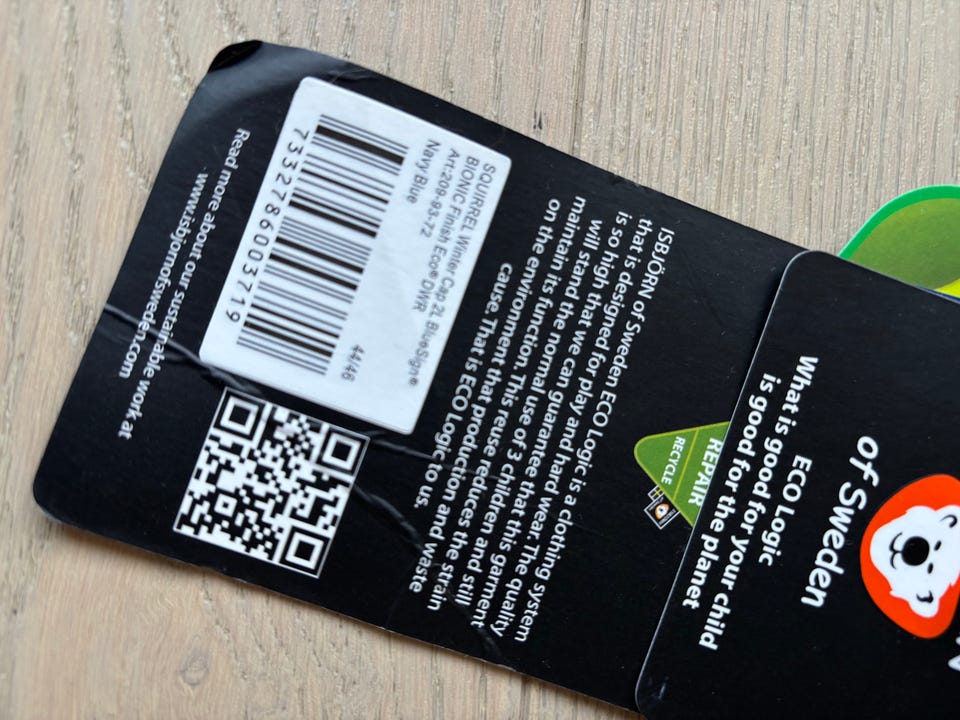 of Sweden
ECO Logic
What is good for your child
is good for the planet
REPAIR
RECYCLE
ISBJÖRN of Sweden ECO Logic is a clothing system
that is designed for play and hard wear. The quality
is so high that we can guarantee that this garment
will stand the normal use of 3 children and still
maintain its function. This reuse reduces the strain
on the environment that production and waste
cause. That is ECO Logic to us.
SQUIRREL Winter Cap 2L BlueSign®
BIONIC Finish Eco® DWR
Art:209-93-72
Navy Blue
44/46
7332786003719
Read more about our sustainable work at
www.isbjornofsweden.com